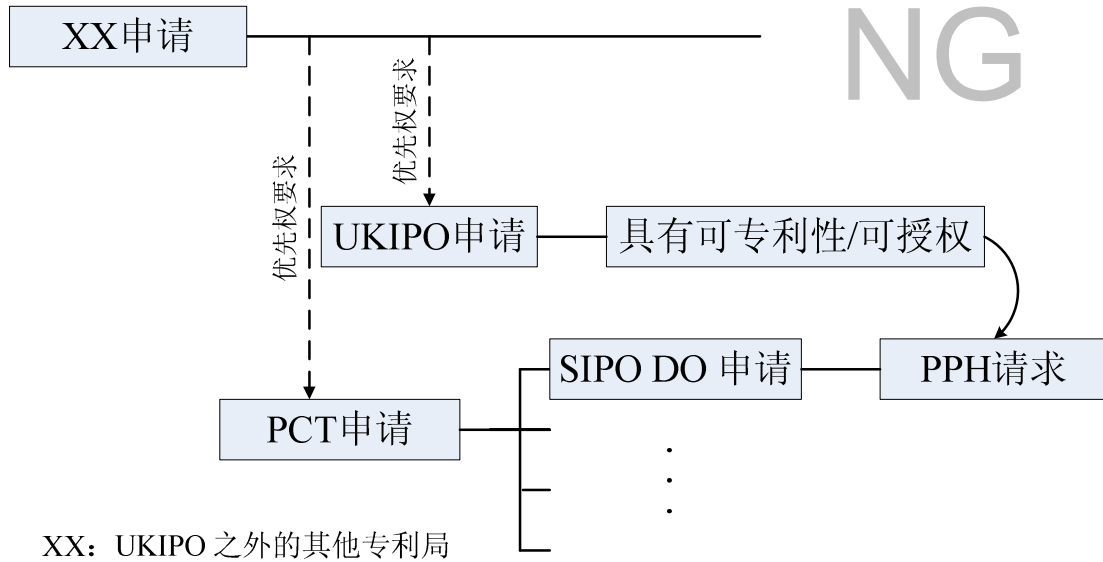 XX申请
NG
优先权要求
优先权要求
UKIPO申请
具有可专利性/可授权
SIPO DO 申请
PPH请求
PCT申请
XX：UKIPO 之外的其他专利局